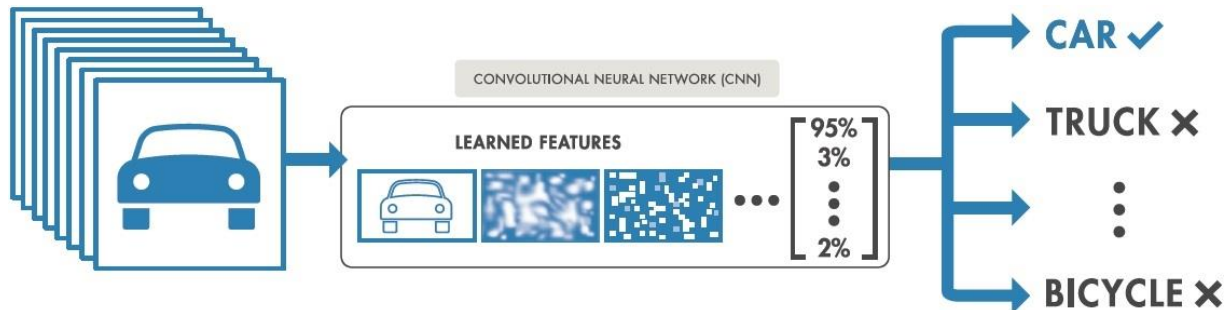 CONVOLUTIONAL NEURAL NETWORK (CNN)
LEARNED FEATURES
95%
3%
2%
CAR ✓
TRUCK ✕
BICYCLE ✕